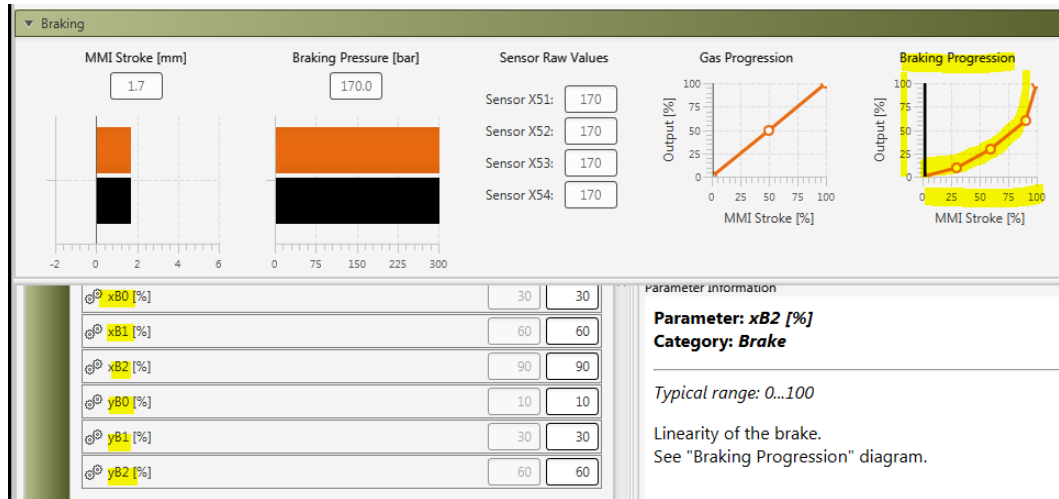 Braking
MMI Stroke [mm]
1.7
-2 0 2 4 6
Braking Pressure [bar]
170.0
0 75 150 225 300
Sensor Raw Values
Sensor X51: 170
Sensor X52: 170
Sensor X53: 170
Sensor X54: 170
Gas Progression
Output [%]
100
75
50
25
0
0 25 50 75 100
MMI Stroke [%]
Braking Progression
Output [%]
100
75
50
25
0
0 25 50 75 100
MMI Stroke [%]
xB0 [%] 30 30
xB1 [%] 60 60
xB2 [%] 90 90
yB0 [%] 10 10
yB1 [%] 30 30
yB2 [%] 60 60
Parameter Information
Parameter: xB2 [%]
Category: Brake
Typical range: 0...100
Linearity of the brake.
See "Braking Progression" diagram.